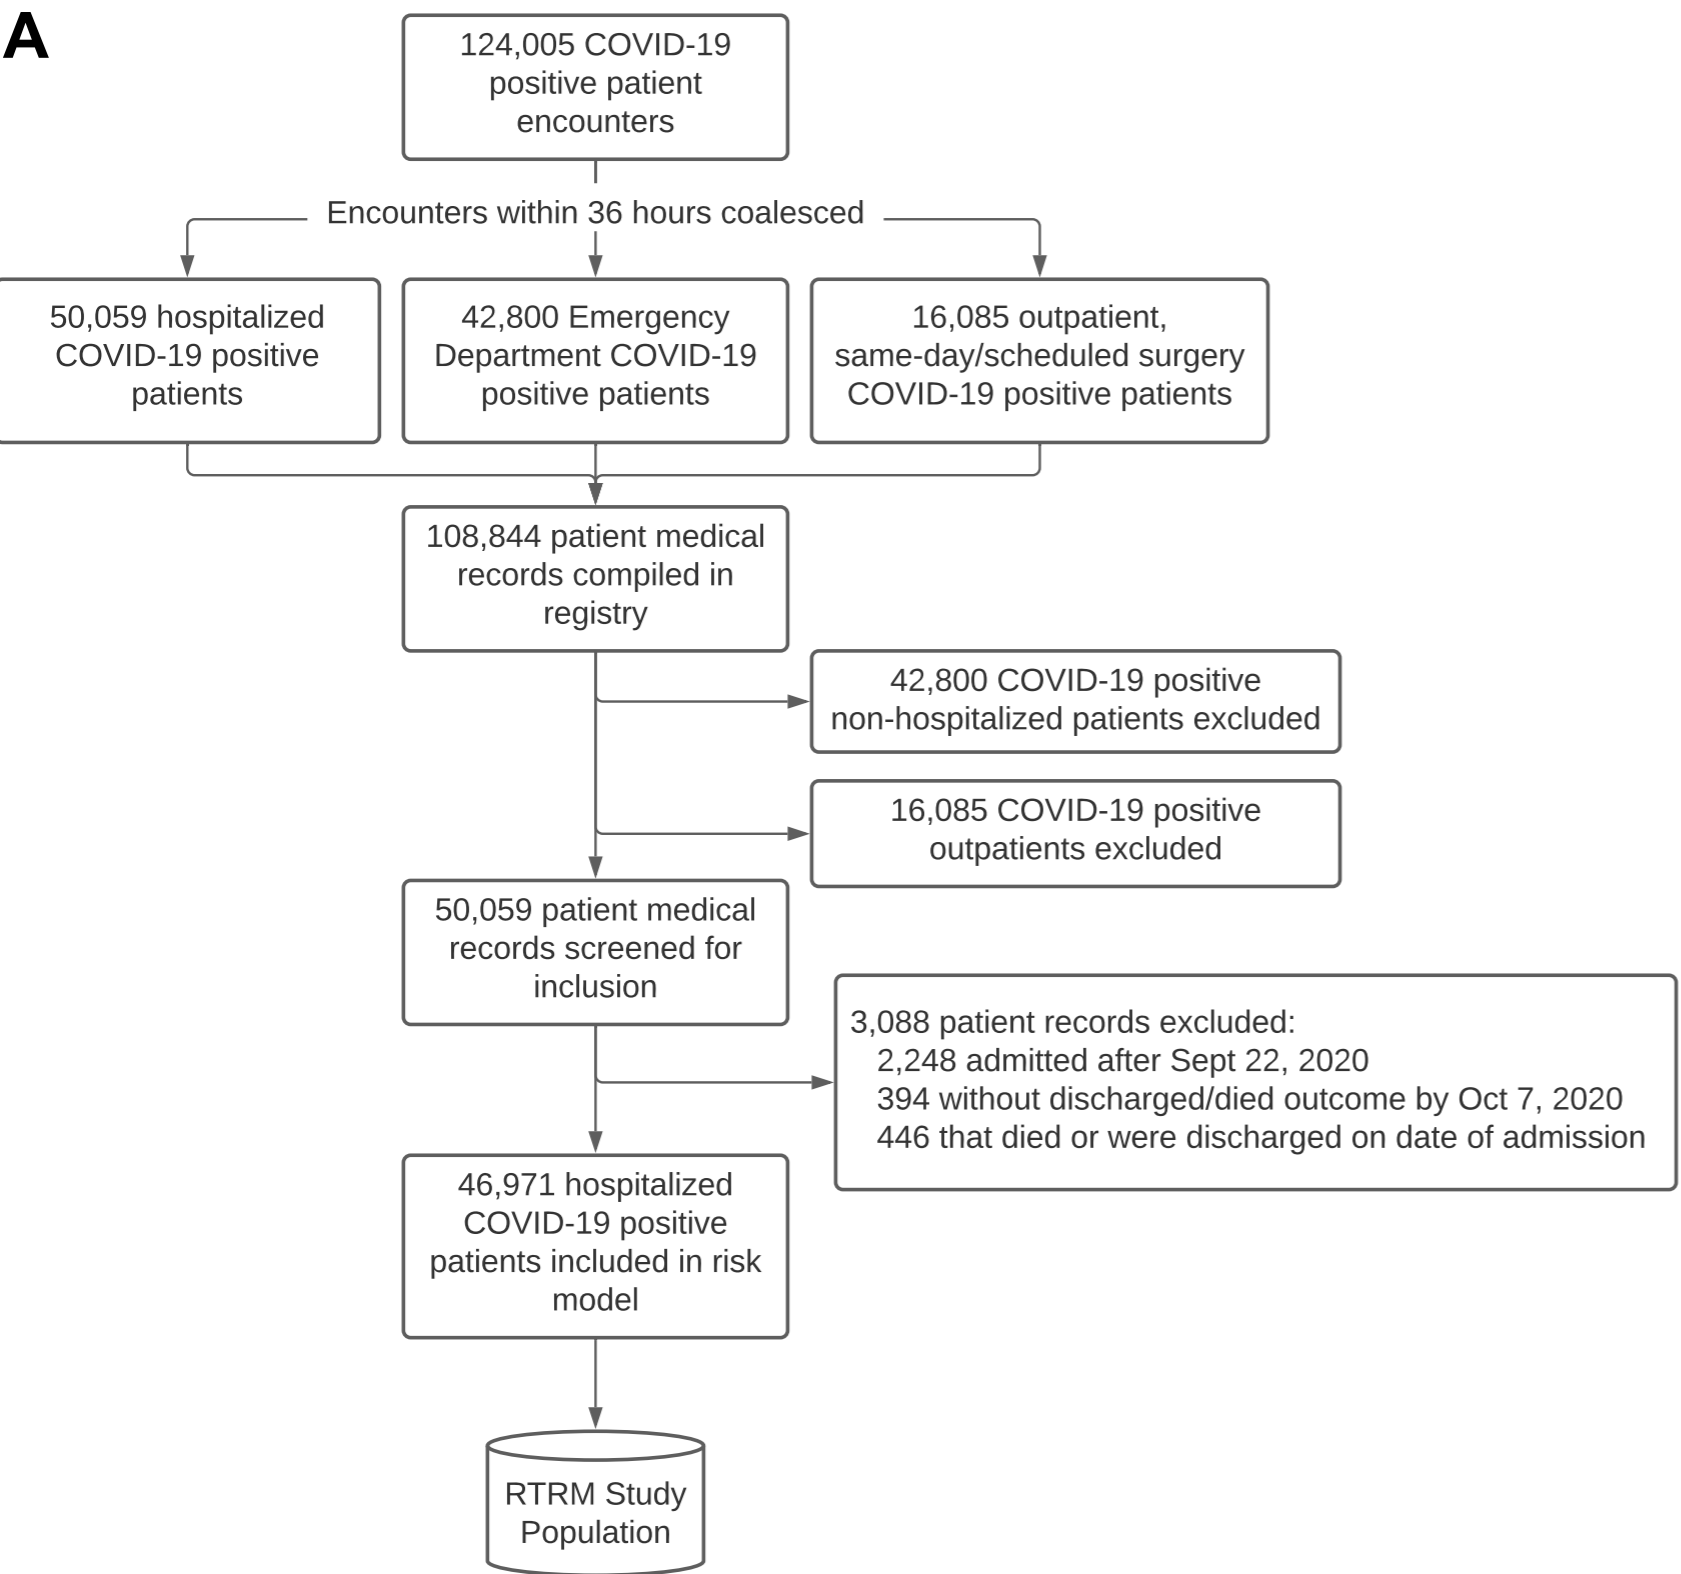 A
124,005 COVID-19
positive patient
encounters
Encounters within 36 hours coalesced
50,059 hospitalized
COVID-19 positive
patients
42,800 Emergency
Department COVID-19
positive patients
16,085 outpatient,
same-day/scheduled surgery
COVID-19 positive patients
108,844 patient medical
records compiled in
registry
42,800 COVID-19 positive
non-hospitalized patients excluded
16,085 COVID-19 positive
outpatients excluded
50,059 patient medical
records screened for
inclusion
3,088 patient records excluded:
2,248 admitted after Sept 22, 2020
394 without discharged/died outcome by Oct 7, 2020
446 that died or were discharged on date of admission
46,971 hospitalized
COVID-19 positive
patients included in risk
model
RTRM Study
Population